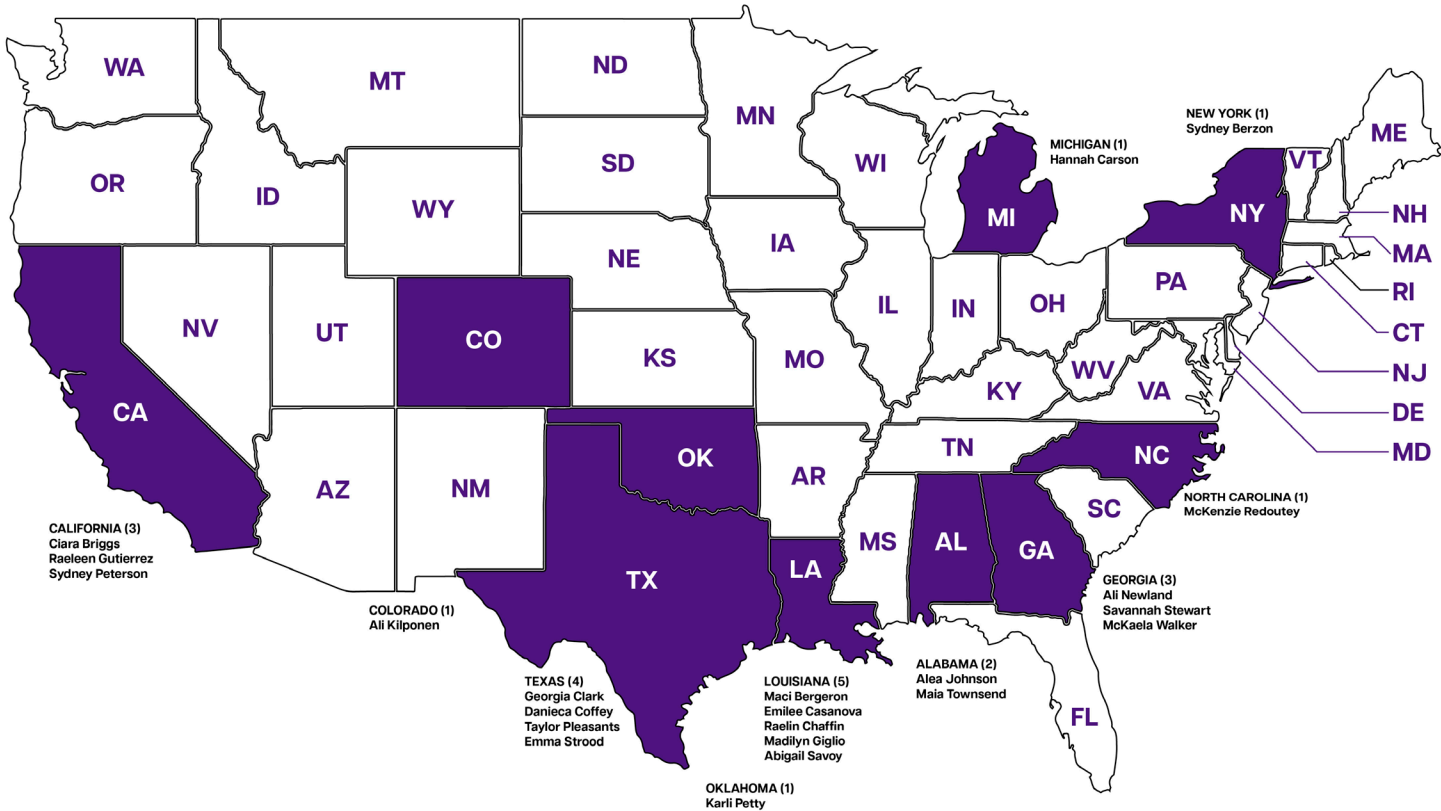 WA
MT
ND
MN
OR
ID
WY
SD
WI
MICHIGAN (1)
Hannah Carson
NEW YORK (1)
Sydney Berzon
VT
ME
MI
NY
NH
MA
RI
CT
NJ
DE
MD
NE
IA
PA
NV
UT
CO
KS
MO
IL
IN
OH
WV
VA
KY
CA
AZ
NM
OK
AR
TN
NC
SC
NORTH CAROLINA (1)
McKenzie Redoutey
CALIFORNIA (3)
Ciara Briggs
Raeleen Gutierrez
Sydney Peterson
TX
LA
MS
AL
GA
GEORGIA (3)
Ali Newland
Savannah Stewart
McKaela Walker
COLORADO (1)
Ali Kilponen
TEXAS (4)
Georgia Clark
Danieca Coffey
Taylor Pleasants
Emma Strood
LOUISIANA (5)
Maci Bergeron
Emilee Casanova
Raelin Chaffin
Madilyn Giglio
Abigail Savoy
ALABAMA (2)
Alea Johnson
Maia Townsend
FL
OKLAHOMA (1)
Karli Petty